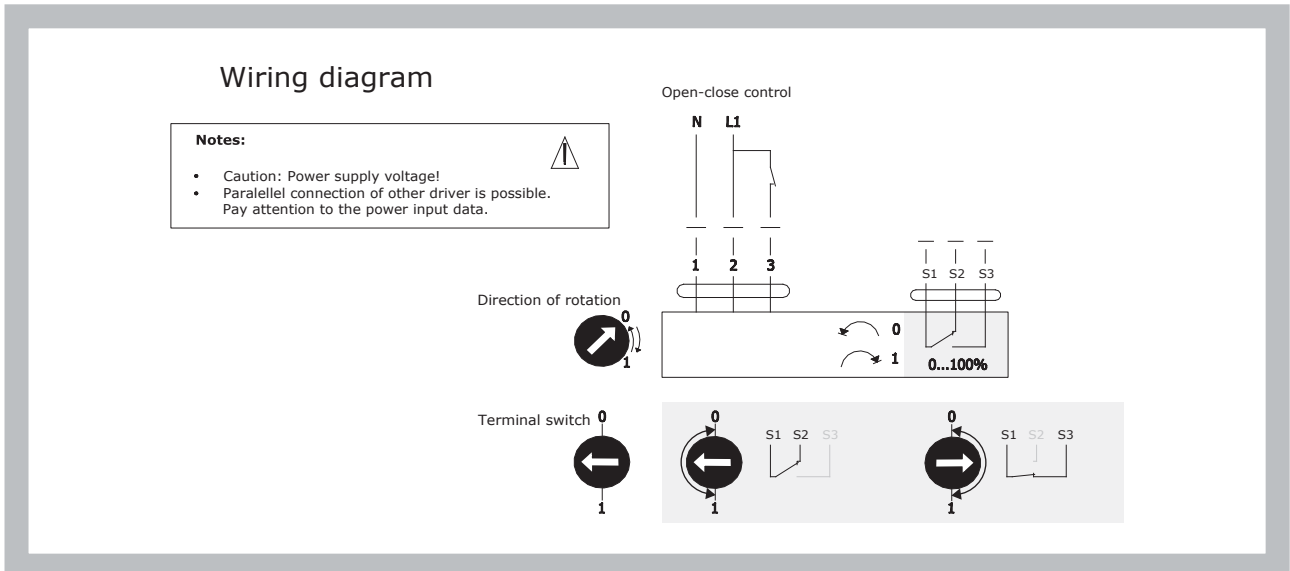 Wiring diagram
Open-close control
N L1
Notes:
• Caution: Power supply voltage!
• Paralellel connection of other driver is possible.
Pay attention to the power input data.
1 2 3
S1 S2 S3
Direction of rotation
0
1
0
1
0...100%
Terminal switch
0
1
0
1
S1 S2 S3
0
1
S1 S2 S3